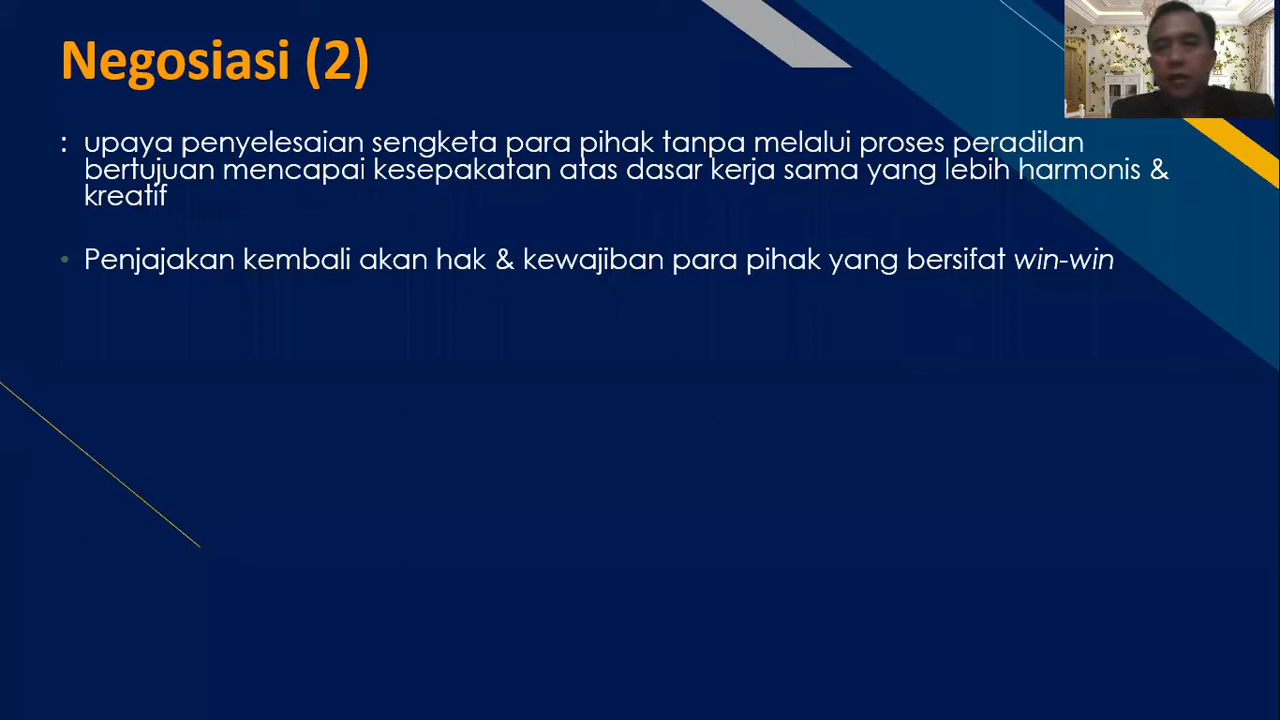 Negosiasi (2)
: upaya penyelesaian sengketa para pihak tanpa melalui proses peradilan
bertujuan mencapai kesepakatan atas dasar kerja sama yang lebih harmonis &
kreatif
• Penjajakan kembali akan hak & kewajiban para pihak yang bersifat win-win